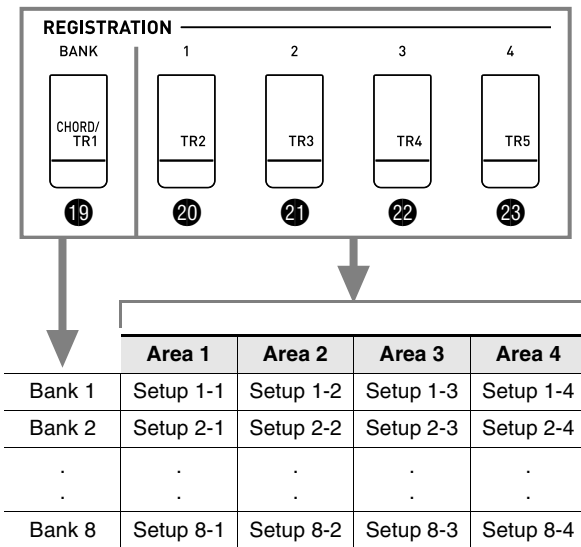 REGISTRATION
BANK 1 2 3 4
CHORD/
TR1 TR2 TR3 TR4 TR5
⓳ ⓴ ㉑ ㉒ ㉓
Area 1 Area 2 Area 3 Area 4
Bank 1 Setup 1-1 Setup 1-2 Setup 1-3 Setup 1-4
Bank 2 Setup 2-1 Setup 2-2 Setup 2-3 Setup 2-4
. . . . .
. . . . .
Bank 8 Setup 8-1 Setup 8-2 Setup 8-3 Setup 8-4